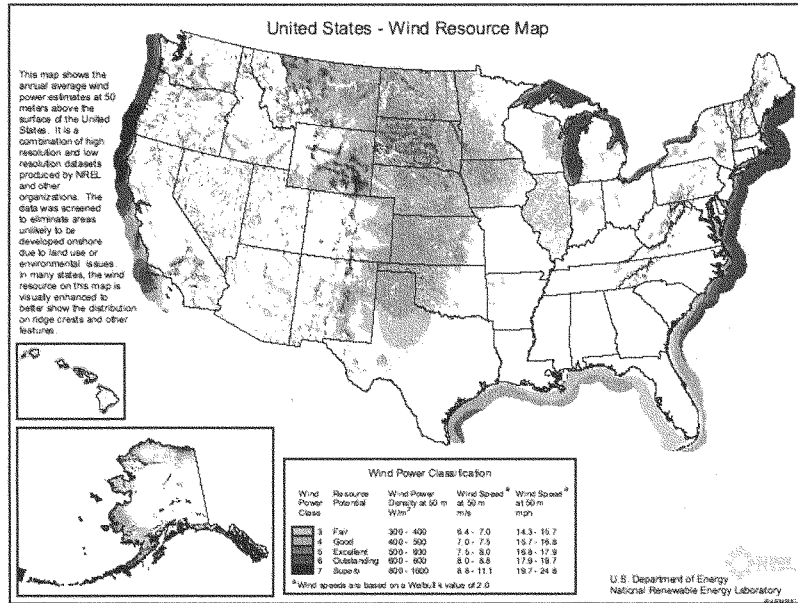 United States - Wind Resource Map
This map shows the
annual average wind
power estimates at 50
meters above the
surface of the United
States. It is a
combination of high
resolution and low
resolution datasets
produced by NREL
and other
organizations. The
data was screened
to eliminate areas
unlikely to be
developed onshore
due to land use or
environmental issues
In many states, the wind
resource on this map is
visually enhanced to
better show the distribution
on ridge crests and other
features.
Wind Power Classification
Wind Power Class Resource Potential Wind Power Density at 50 m W/m² Wind Speed a at 50 m m/s Wind Speed a at 50 m mph
3 Fair 300 - 400 6.4 - 7.0 14.3 - 15.7
4 Good 400 - 500 7.0 - 7.5 15.7 - 16.8
5 Excellent 500 - 600 7.5 - 8.0 16.8 - 17.9
6 Outstanding 600 - 800 8.0 - 8.8 17.9 - 19.7
7 Superb 800 - 1600 8.8 - 11.1 19.7 - 24.8
a Wind speeds are based on a Weibull k value of 2.0
U.S. Department of Energy
National Renewable Energy Laboratory